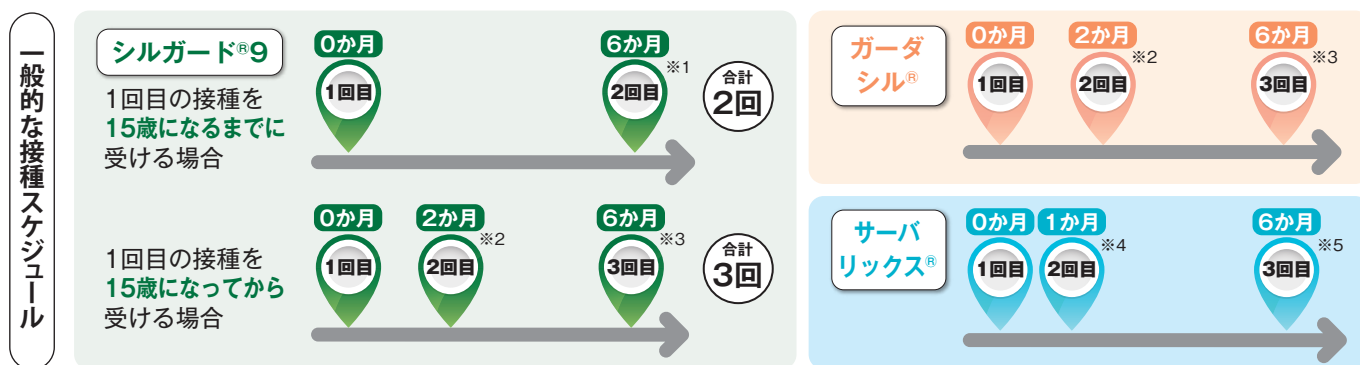 一般的な接種スケジュール
シルガード®9
1回目の接種を
15歳になるまでに
受ける場合
0か月
1回目
6か月
※1
2回目
合計
2回
1回目の接種を
15歳になってから
受ける場合
0か月
1回目
2か月
※2
2回目
6か月
※3
3回目
合計
3回
ガーダ
シル®
0か月
1回目
2か月
※2
2回目
6か月
※3
3回目
サーバ
リックス®
0か月
1回目
1か月
※4
2回目
6か月
※5
3回目